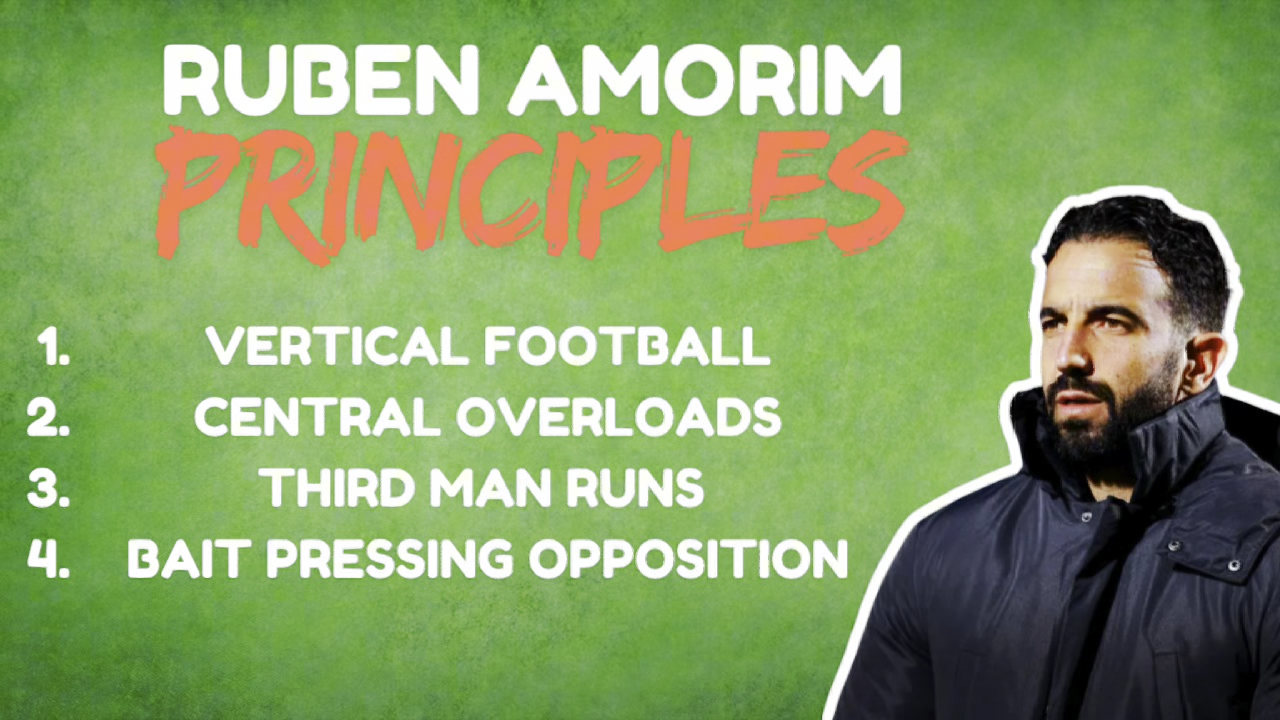 RUBEN AMORIM
PRINCIPLES
1. VERTICAL FOOTBALL
2. CENTRAL OVERLOADS
3. THIRD MAN RUNS
4. BAIT PRESSING OPPOSITION